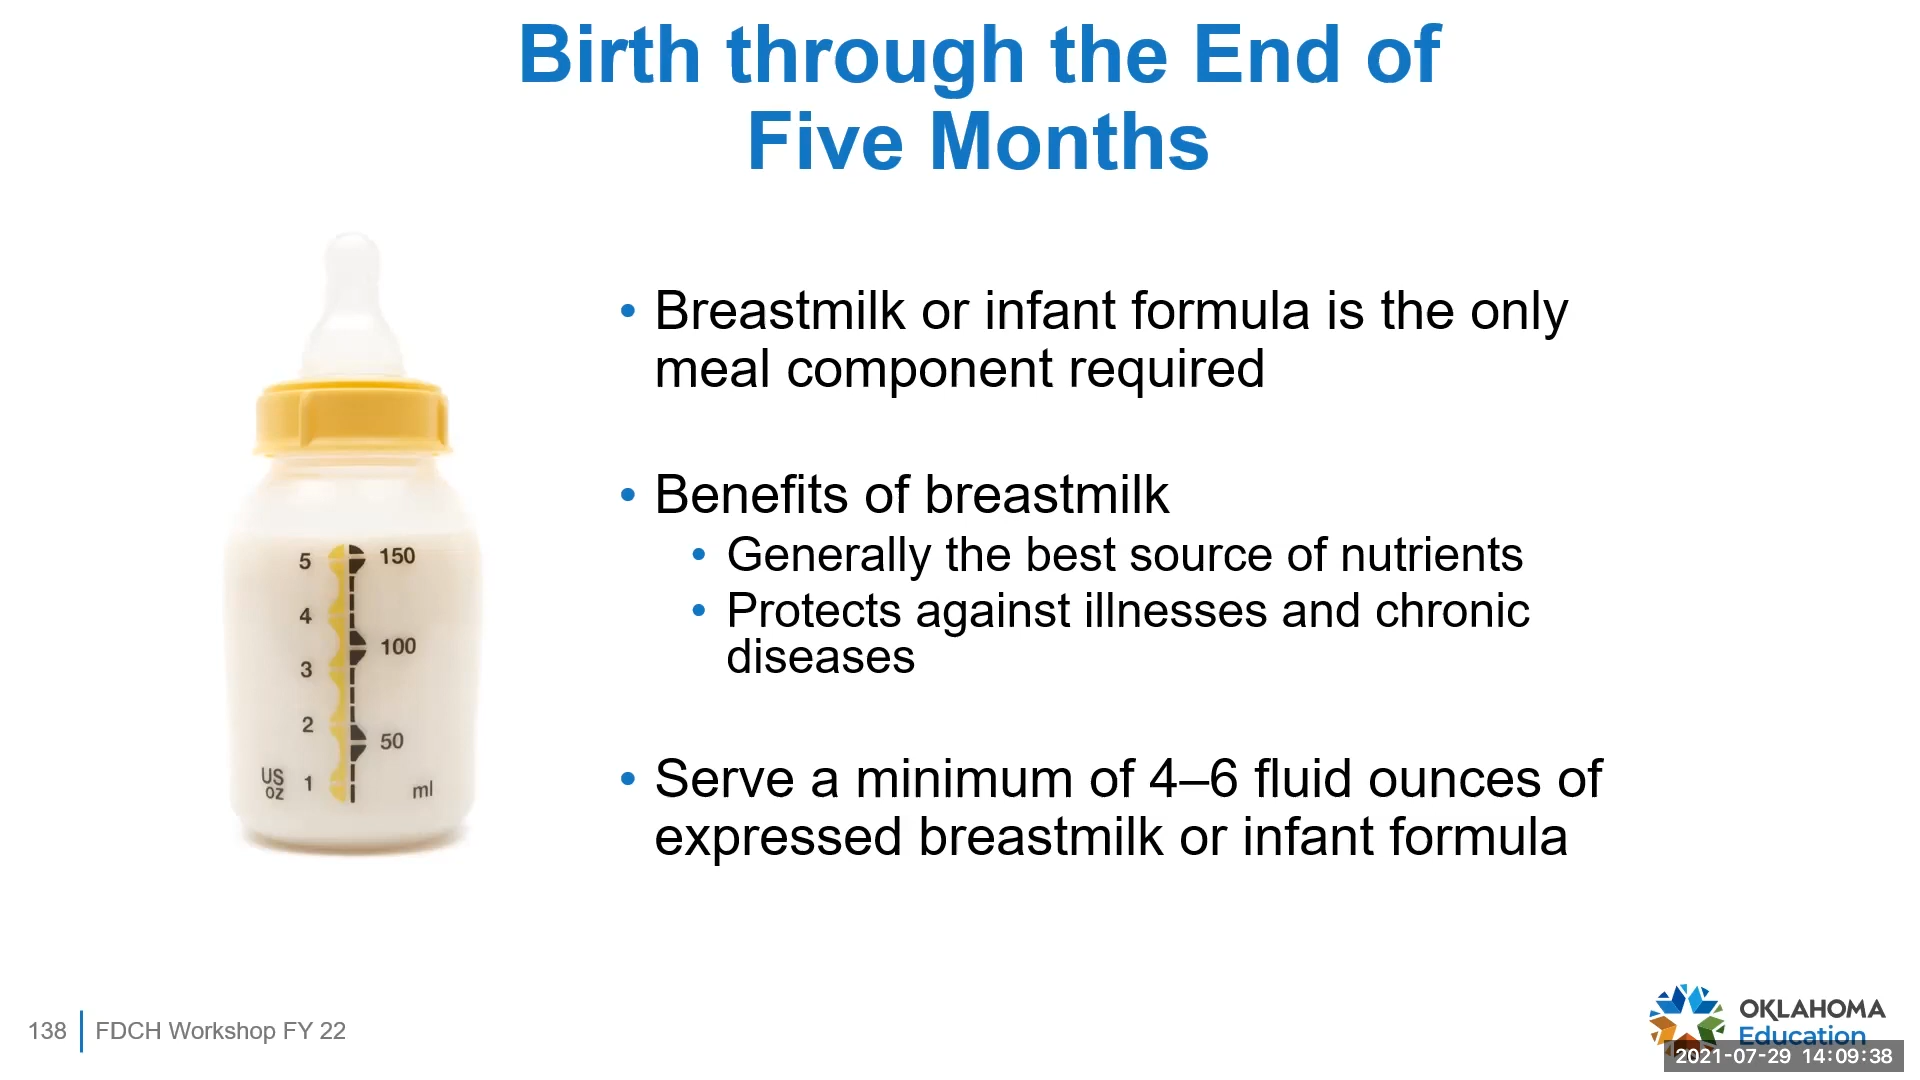 Birth through the End of
Five Months
• Breastmilk or infant formula is the only
meal component required
• Benefits of breastmilk
• Generally the best source of nutrients
• Protects against illnesses and chronic
diseases
• Serve a minimum of 4–6 fluid ounces of
expressed breastmilk or infant formula
5 150
4
100
3
2
50
US
oz 1 ml
138 FDCH Workshop FY 22
OKLAHOMA
Education
2021-07-29 14:09:38